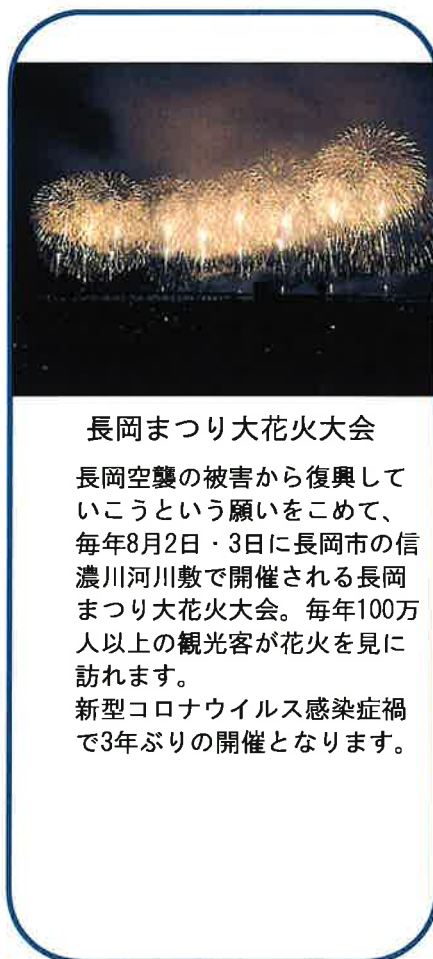 長岡まつり大花火大会
長岡空襲の被害から復興して
いこうという願いをこめて、
毎年8月2日・3日に長岡市の信
濃川河川敷で開催される長岡
まつり大花火大会。毎年100万
人以上の観光客が花火を見に
訪れます。
新型コロナウイルス感染症禍
で3年ぶりの開催となります。